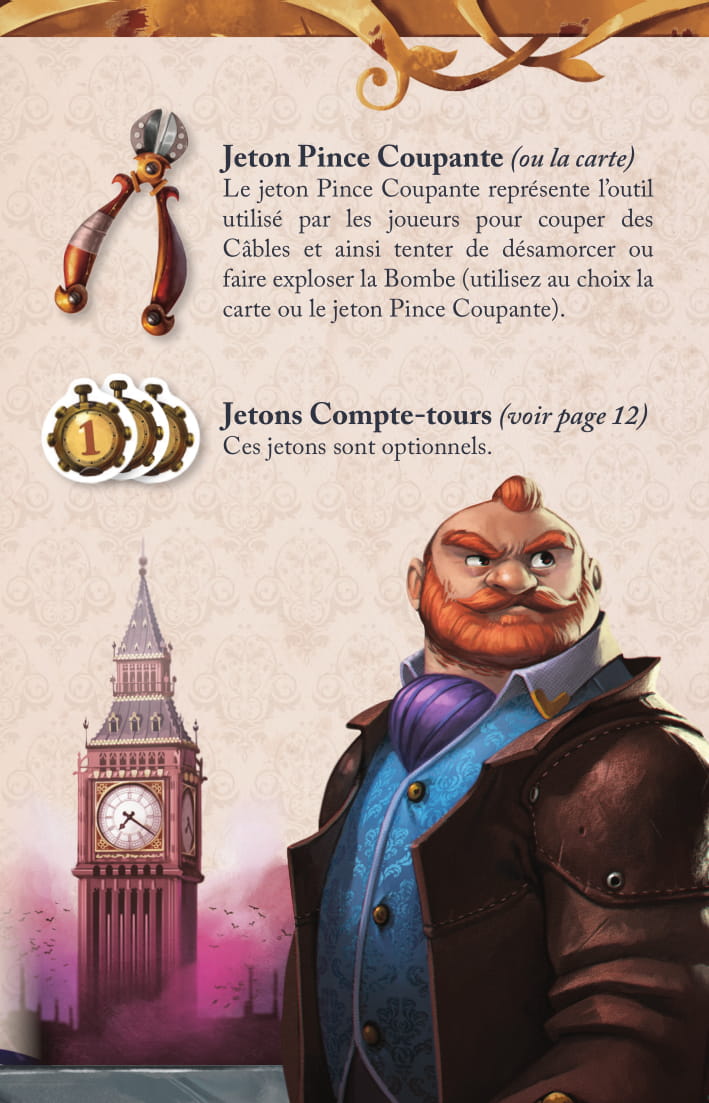 Jeton Pince Coupante (ou la carte)
Le jeton Pince Coupante représente l’outil
utilisé par les joueurs pour couper des
Câbles et ainsi tenter de désamorcer ou
faire exploser la Bombe (utilisez au choix la
carte ou le jeton Pince Coupante).
1
Jetons Compte-tours (voir page 12)
Ces jetons sont optionnels.